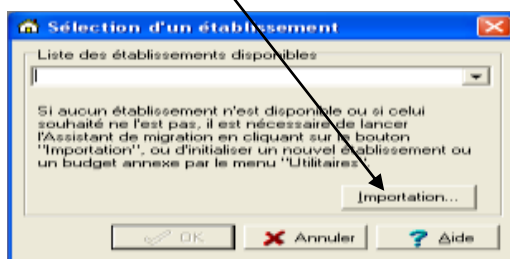 Sélection d'un établissement
Liste des établissements disponibles
Si aucun établissement n'est disponible ou si celui
souhaité ne l'est pas, il est nécessaire de lancer
l'Assistant de migration en cliquant sur le bouton
"Importation", ou d'initialiser un nouvel établissement ou
un budget annexe par le menu "Utilitaires".
Importation...
OK Annuler Aide